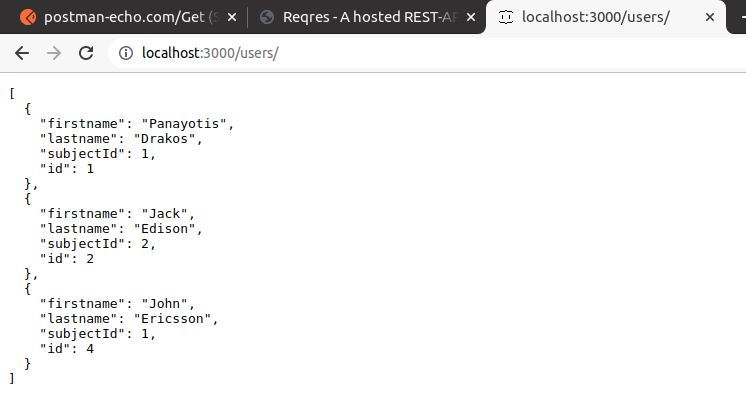 postman-echo.com/Get (S
Reqres - A hosted REST-AP
localhost:3000/users/
localhost:3000/users/
[
  {
    "firstname": "Panayotis",
    "lastname": "Drakos",
    "subjectId": 1,
    "id": 1
  },
  {
    "firstname": "Jack",
    "lastname": "Edison",
    "subjectId": 2,
    "id": 2
  },
  {
    "firstname": "John",
    "lastname": "Ericsson",
    "subjectId": 1,
    "id": 4
  }
]